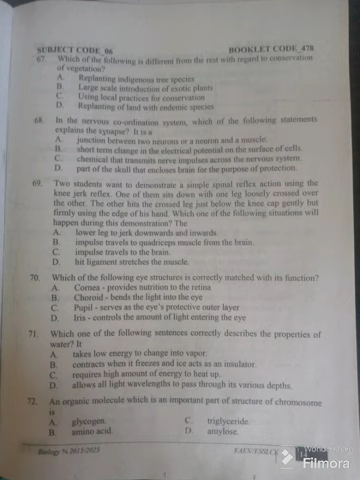 SUBJECT CODE_06 BOOKLET CODE_478
67. Which of the following is different from the rest with regard to conservation
of vegetation?
A. Replanting indigenous tree species
B. Large scale introduction of exotic plants
C. Using local practices for conservation
D. Replanting of land with endemic species
68. In the nervous co-ordination system, which of the following statements
explains the synapse? It is a
A. junction between two neurons or a neuron and a muscle.
B. short term change in the electrical potential on the surface of cells.
C. chemical that transmits nerve impulses across the nervous system.
D. part of the skull that encloses brain for the purpose of protection.
69. Two students want to demonstrate a simple spinal reflex action using the
knee jerk reflex. One of them sits down with one leg loosely crossed over
the other. The other hits the crossed leg just below the knee cap gently but
firmly using the edge of his hand. Which one of the following situations will
happen during this demonstration? The
A. lower leg to jerk downwards and inwards.
B. impulse travels to quadriceps muscle from the brain.
C. impulse travels to the brain.
D. hit ligament stretches the muscle.
70. Which of the following eye structures is correctly matched with its function?
A. Cornea - provides nutrition to the retina
B. Choroid - bends the light into the eye
C. Pupil - serves as the eye's protective outer layer
D. Iris - controls the amount of light entering the eye
71. Which one of the following sentences correctly describes the properties of
water? It
A. takes low energy to change into vapor.
B. contracts when it freezes and ice acts as an insulator.
C. requires high amount of energy to heat up.
D. allows all light wavelengths to pass through its various depths.
72. An organic molecule which is an important part of structure of chromosome
is
A. glycogen. C. triglyceride.
B. amino acid. D. amylose.
Biology N 2015/2023 EAES/ESSLCE
Filmora